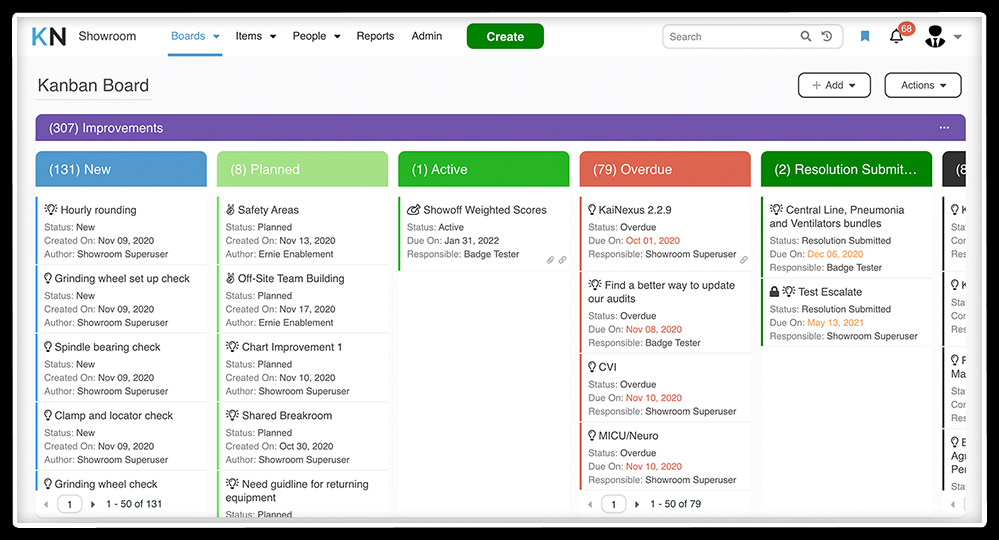 KN Showroom Boards Items People Reports Admin Create Search 68
Kanban Board + Add Actions
(307) Improvements ...
(131) New
Hourly rounding
Status: New
Created On: Nov 09, 2020
Author: Showroom Superuser
Grinding wheel set up check
Status: New
Created On: Nov 09, 2020
Author: Showroom Superuser
Spindle bearing check
Status: New
Created On: Nov 09, 2020
Author: Showroom Superuser
Clamp and locator check
Status: New
Created On: Nov 09, 2020
Author: Showroom Superuser
Grinding wheel check
1 1 - 50 of 131
(8) Planned
Safety Areas
Status: Planned
Created On: Nov 13, 2020
Author: Ernie Enablement
Off-Site Team Building
Status: Planned
Created On: Nov 17, 2020
Author: Ernie Enablement
Chart Improvement 1
Status: Planned
Created On: Nov 10, 2020
Author: Showroom Superuser
Shared Breakroom
Status: Planned
Created On: Oct 30, 2020
Author: Showroom Superuser
Need guidline for returning
equipment
Status: Planned
(1) Active
Showoff Weighted Scores
Status: Active
Due On: Jan 31, 2022
Responsible: Badge Tester
(79) Overdue
KaiNexus 2.2.9
Status: Overdue
Due On: Oct 01, 2020
Responsible: Showroom Superuser
Find a better way to update
our audits
Status: Overdue
Due On: Nov 08, 2020
Responsible: Badge Tester
CVI
Status: Overdue
Due On: Nov 10, 2020
Responsible: Showroom Superuser
MICU/Neuro
Status: Overdue
Due On: Nov 10, 2020
Responsible: Showroom Superuser
1 1 - 50 of 79
(2) Resolution Submit...
Central Line, Pneumonia
and Ventilators bundles
Status: Resolution Submitted
Due On: Dec 06, 2020
Responsible: Badge Tester
Test Escalate
Status: Resolution Submitted
Due On: May 13, 2021
Responsible: Showroom Superuser